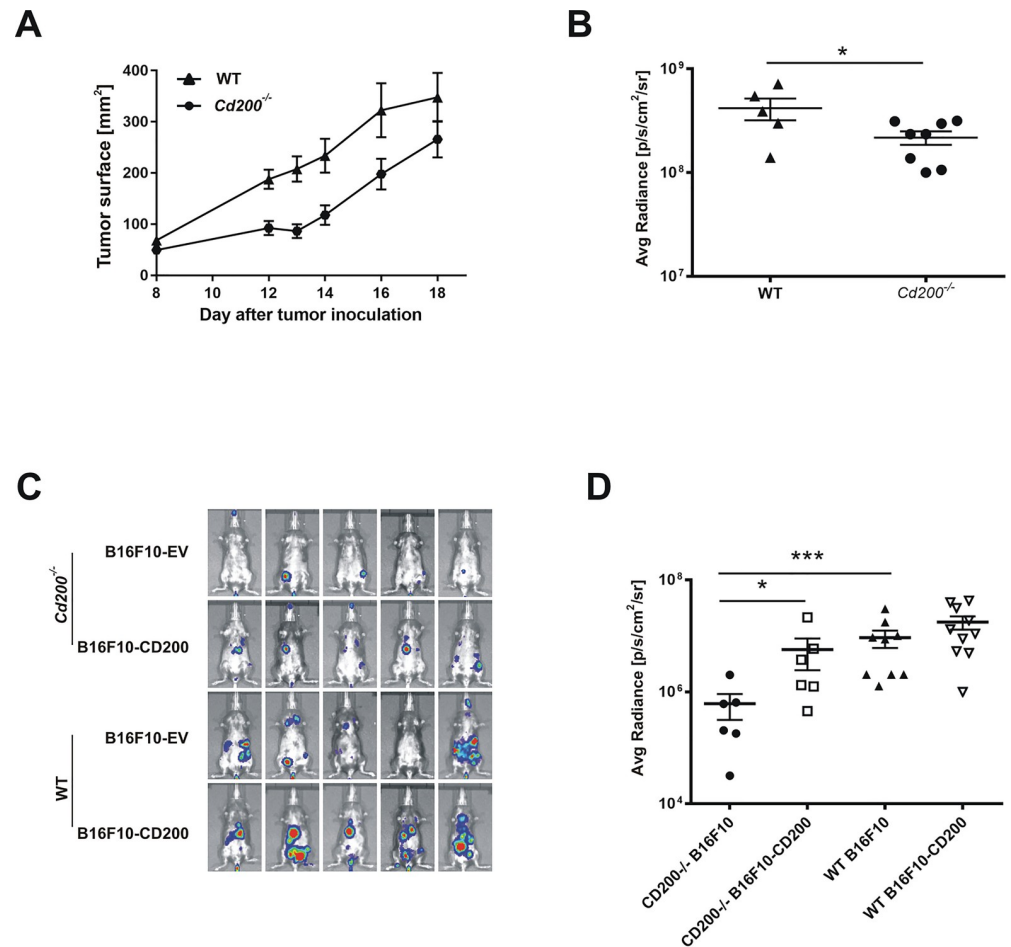 A
400
300
200
100
0
Tumor surface [mm²]
WT
Cd200⁻/⁻
8 10 12 14 16 18
Day after tumor inoculation
B
*
10⁹
10⁸
10⁷
Avg Radiance [p/s/cm²/sr]
WT Cd200⁻/⁻
C
Cd200⁻/⁻
B16F10-EV
B16F10-CD200
WT
B16F10-EV
B16F10-CD200
D
***
*
10⁸
10⁶
10⁴
Avg Radiance [p/s/cm²/sr]
CD200-/- B16F10
CD200-/- B16F10-CD200
WT B16F10
WT B16F10-CD200